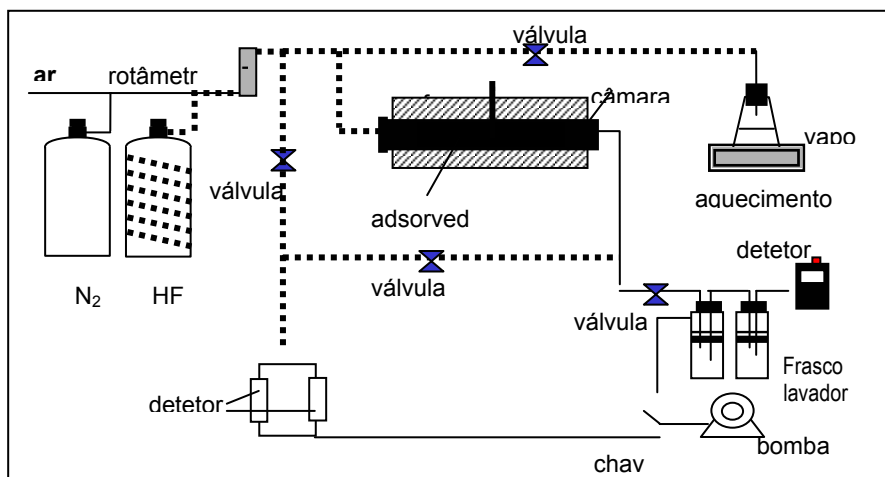 válvula
ar
rotâmetr
câmara
vapo
válvula
adsorved
aquecimento
detetor
N₂
HF
válvula
válvula
Frasco
lavador
detetor
bomba
chav